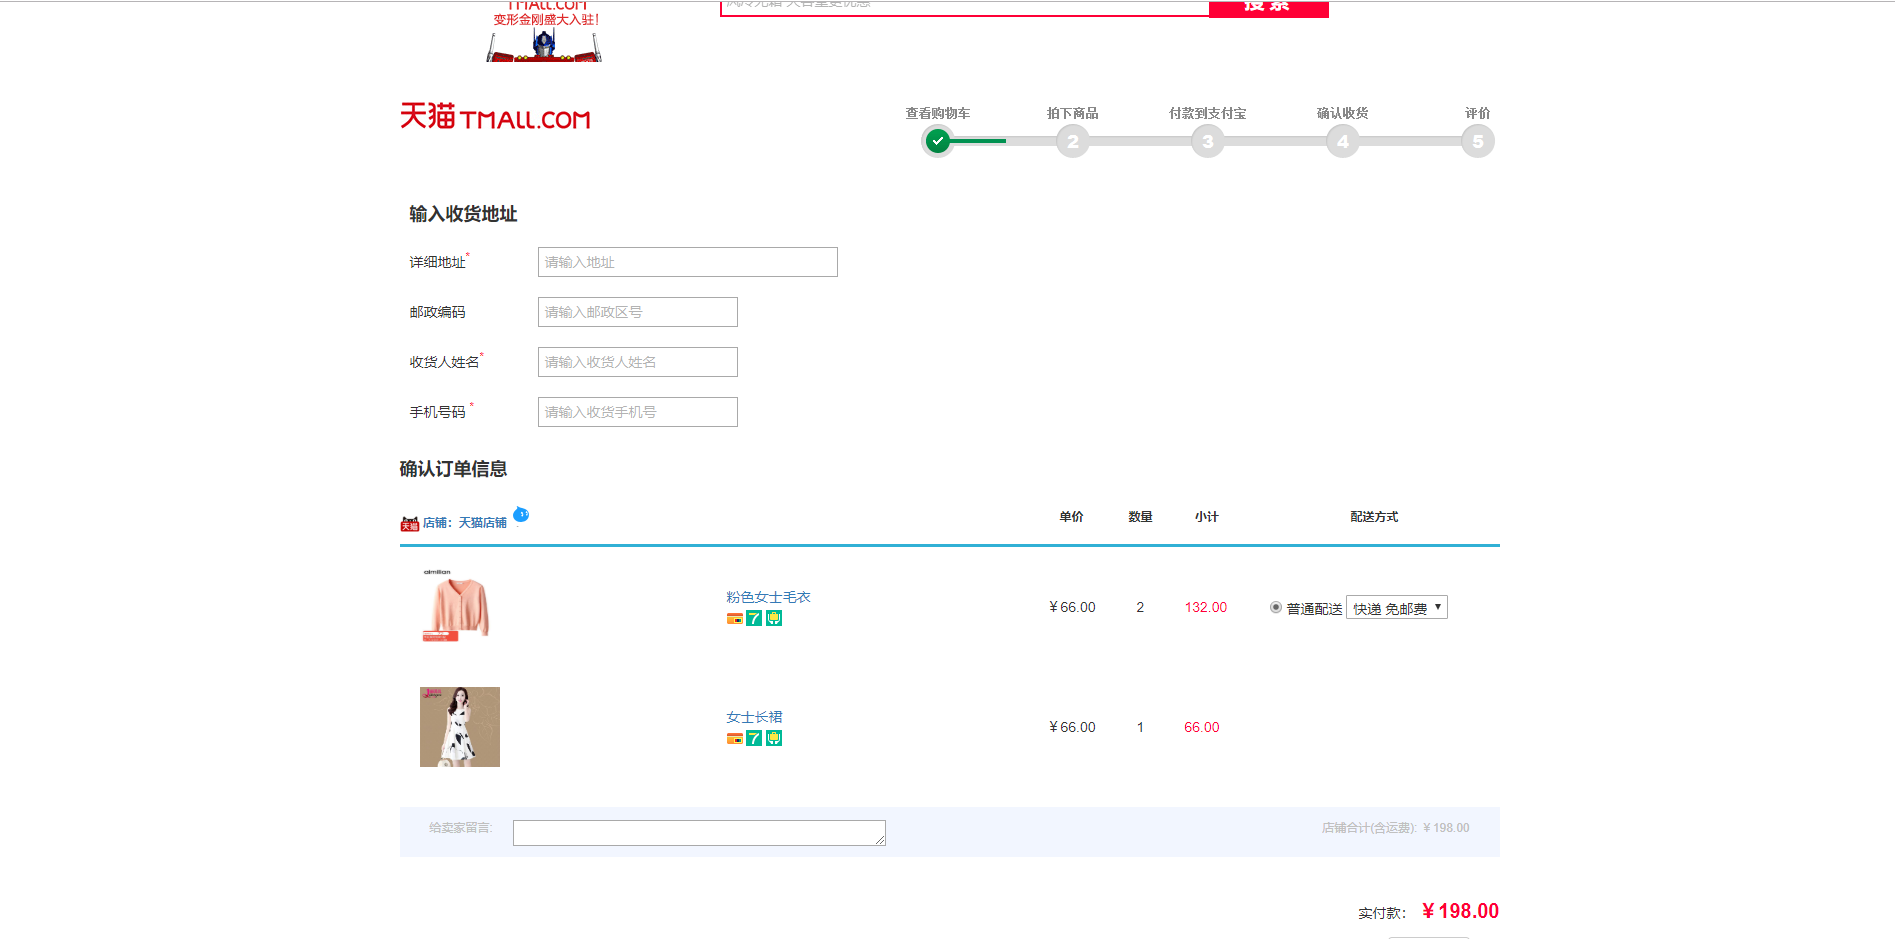 TMALL.COM
变形金刚盛大入驻!
搜 索
天猫 TMALL.COM
查看购物车 拍下商品 付款到支付宝 确认收货 评价
2 3 4 5
输入收货地址
详细地址* 请输入地址
邮政编码 请输入邮政区号
收货人姓名* 请输入收货人姓名
手机号码 * 请输入收货手机号
确认订单信息
天猫 店铺：天猫店铺 单价 数量 小计 配送方式
aimilian
粉色女士毛衣
7
￥66.00 2 132.00 普通配送 快递 免邮费
女士长裙
7
￥66.00 1 66.00
给卖家留言: 店铺合计(含运费): ￥198.00
实付款： ￥198.00